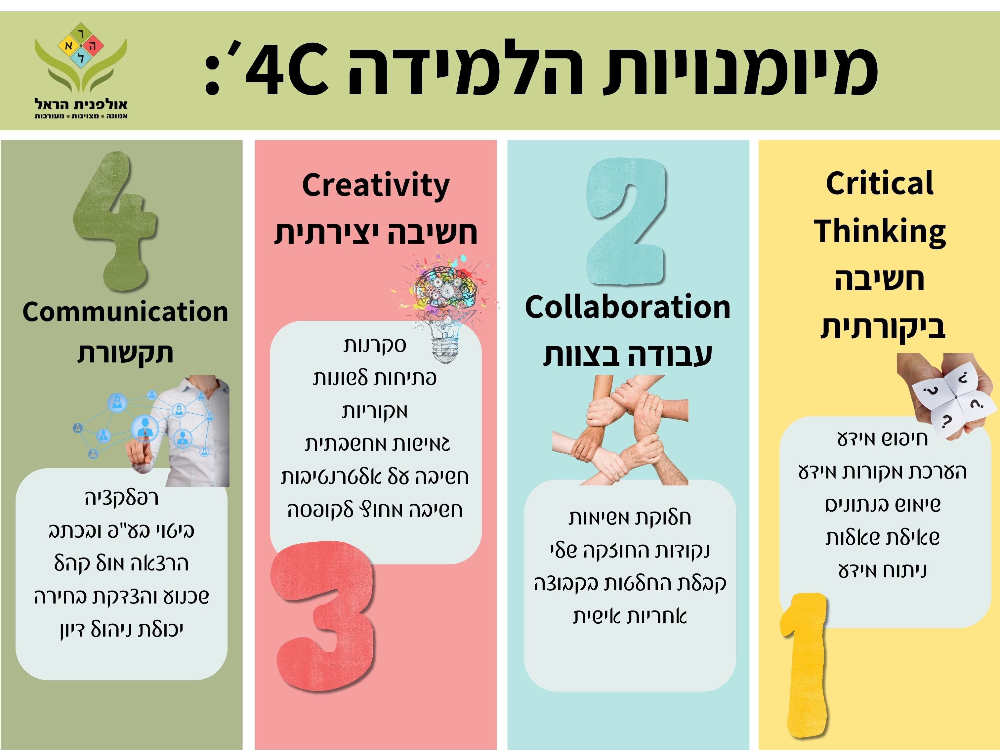 מיומנויות הלמידה 4C׳:
ר
ה
א
ל
אולפנית הראל
אמונה • מצוינות • מעורבות
Critical
Thinking
חשיבה
ביקורתית
? ? ? ?
חיפוש מידע
הערכת מקורות מידע
שימוש בנתונים
שאילת שאלות
ניתוח מידע
1
2
Collaboration
עבודה בצוות
חלוקת משימות
נקודות החוזקה שלי
קבלת החלטות בקבוצה
אחריות אישית
Creativity
חשיבה יצירתית
סקרנות
פתיחות לשונות
מקוריות
גמישות מחשבתית
חשיבה על אלטרנטיבות
חשיבה מחוץ לקופסה
3
4
Communication
תקשורת
רפלקציה
ביטוי בע"פ ובכתב
הרצאה מול קהל
שכנוע והצדקת בחירה
יכולת ניהול דיון